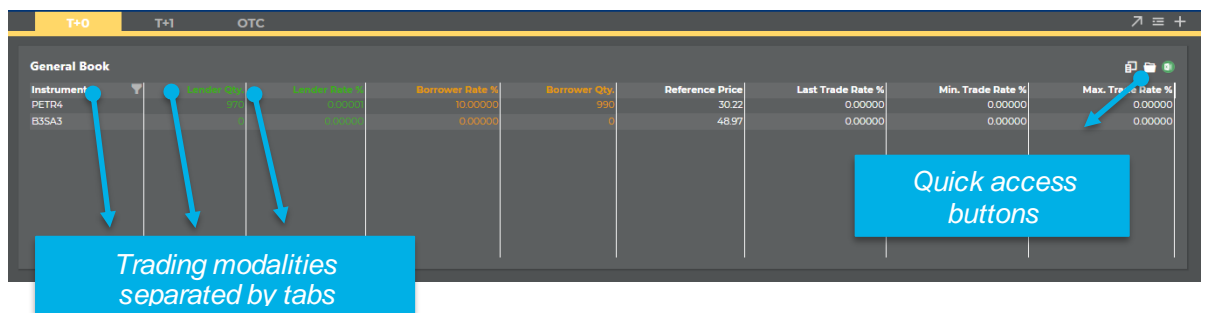 T+0 T+1 OTC
General Book
Instrument Lender Qty. Lender Rate % Borrower Rate % Borrower Qty. Reference Price Last Trade Rate % Min. Trade Rate % Max. Trade Rate %
PETR4 970 0.00001 10.00000 990 30.22 0.00000 0.00000 0.00000
B3SA3 0 0.00000 0.00000 0 48.97 0.00000 0.00000 0.00000
Quick access
buttons
Trading modalities
separated by tabs